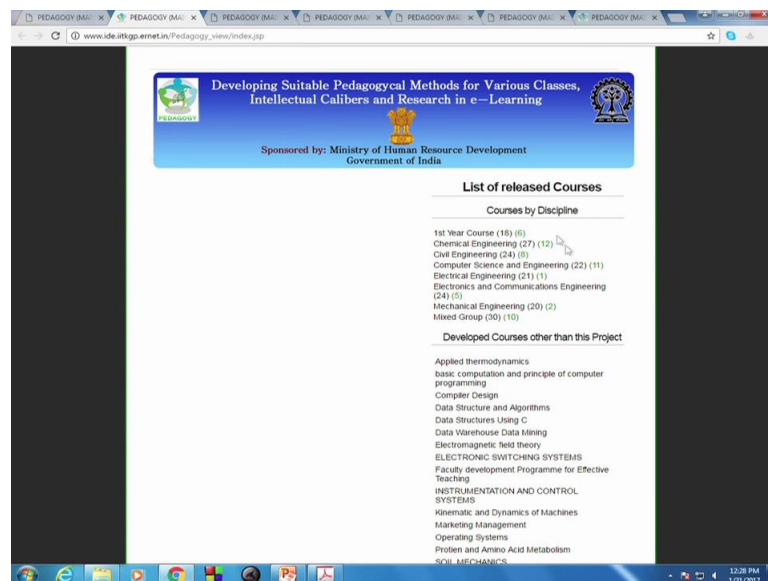 PEDAGOGY (MA
PEDAGOGY (MA
PEDAGOGY (MA
PEDAGOGY (MA
PEDAGOGY (MA
PEDAGOGY (MA
PEDAGOGY (MA
www.ide.iitkgp.ernet.in/Pedagogy_view/index.jsp
PEDAGOGY
Developing Suitable Pedagogycal Methods for Various Classes,
Intellectual Calibers and Research in e-Learning
Sponsored by: Ministry of Human Resource Development
Government of India
List of released Courses
Courses by Discipline
1st Year Course (18) (6)
Chemical Engineering (27) (12)
Civil Engineering (24) (8)
Computer Science and Engineering (22) (11)
Electrical Engineering (21) (1)
Electronics and Communications Engineering
(24) (5)
Mechanical Engineering (20) (2)
Mixed Group (30) (10)
Developed Courses other than this Project
Applied thermodynamics
basic computation and principle of computer
programming
Compiler Design
Data Structure and Algorithms
Data Structures Using C
Data Warehouse Data Mining
Electromagnetic field theory
ELECTRONIC SWITCHING SYSTEMS
Faculty development Programme for Effective
Teaching
INSTRUMENTATION AND CONTROL
SYSTEMS
Kinematic and Dynamics of Machines
Marketing Management
Operating Systems
Protien and Amino Acid Metabolism
SOIL MECHANICS
12:28 PM
1/21/2017